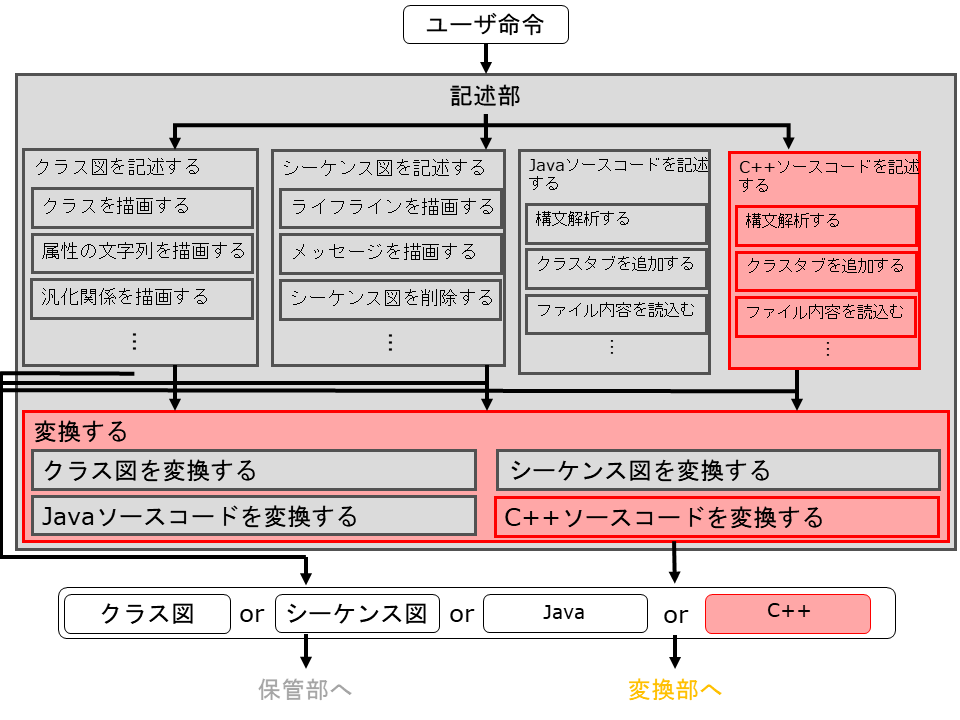 ユーザ命令
記述部
クラス図を記述する
クラスを描画する
属性の文字列を描画する
汎化関係を描画する
⋮
シーケンス図を記述する
ライフラインを描画する
メッセージを描画する
シーケンス図を削除する
⋮
Javaソースコードを記述
する
構文解析する
クラスタブを追加する
ファイル内容を読込む
⋮
C++ソースコードを記述
する
構文解析する
クラスタブを追加する
ファイル内容を読込む
⋮
変換する
クラス図を変換する
シーケンス図を変換する
Javaソースコードを変換する
C++ソースコードを変換する
クラス図 or シーケンス図 or Java or C++
保管部へ
変換部へ